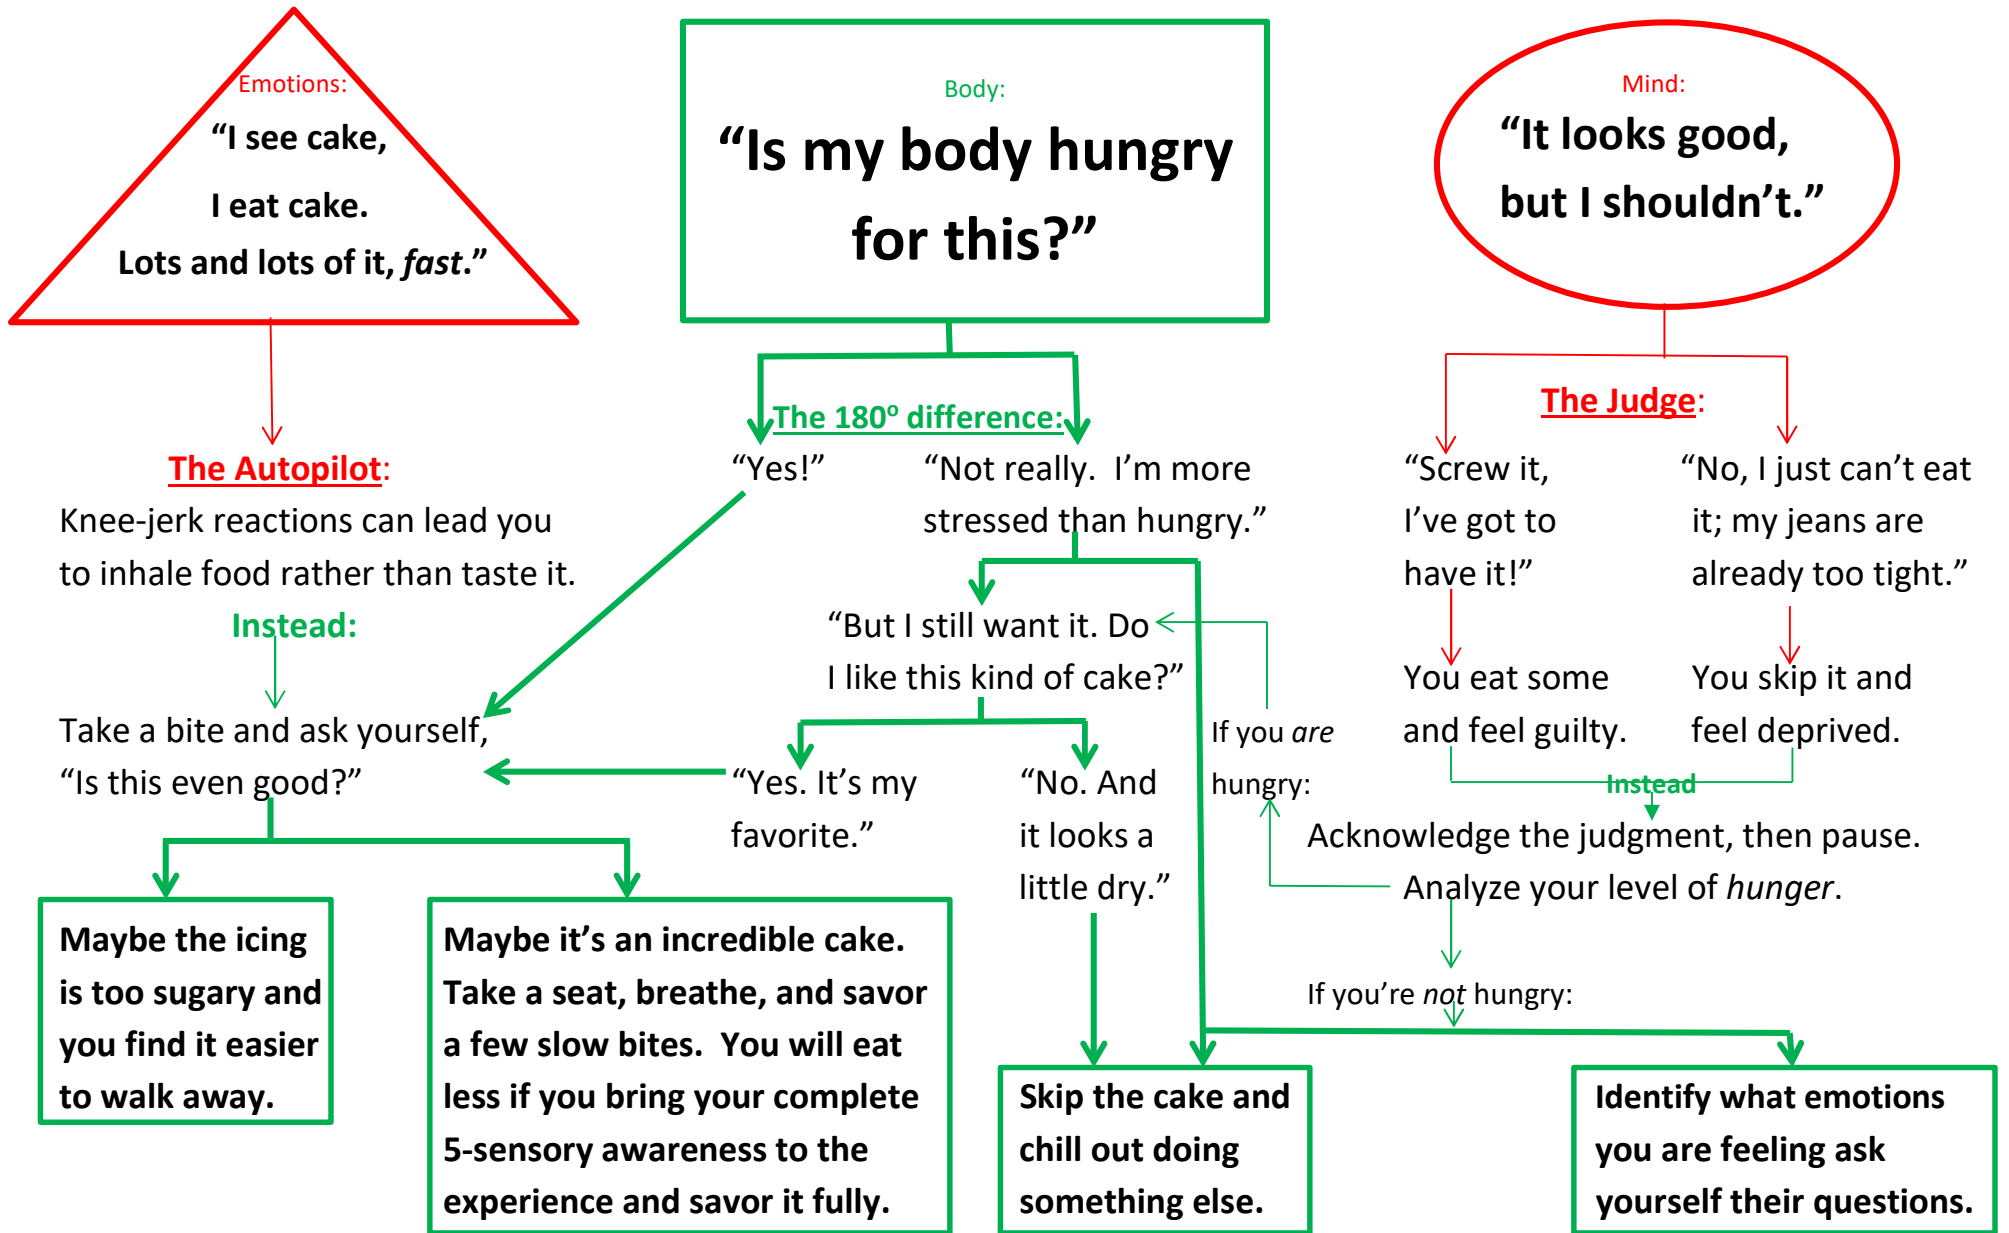 Emotions:
“I see cake,
I eat cake.
Lots and lots of it, fast.”
Body:
“Is my body hungry
for this?”
Mind:
“It looks good,
but I shouldn’t.”
The Autopilot:
Knee-jerk reactions can lead you
to inhale food rather than taste it.
Instead:
Take a bite and ask yourself,
“Is this even good?”
The 180º difference:
“Yes!”
“Not really.  I’m more
stressed than hungry.”
“But I still want it. Do
I like this kind of cake?”
“Yes. It’s my
favorite.”
“No. And
it looks a
little dry.”
The Judge:
“Screw it,
I’ve got to
have it!”
“No, I just can’t eat
it; my jeans are
already too tight.”
You eat some
and feel guilty.
You skip it and
feel deprived.
Instead
Acknowledge the judgment, then pause.
Analyze your level of hunger.
If you are
hungry:
If you’re not hungry:
Maybe the icing
is too sugary and
you find it easier
to walk away.
Maybe it’s an incredible cake.
Take a seat, breathe, and savor
a few slow bites.  You will eat
less if you bring your complete
5-sensory awareness to the
experience and savor it fully.
Skip the cake and
chill out doing
something else.
Identify what emotions
you are feeling ask
yourself their questions.